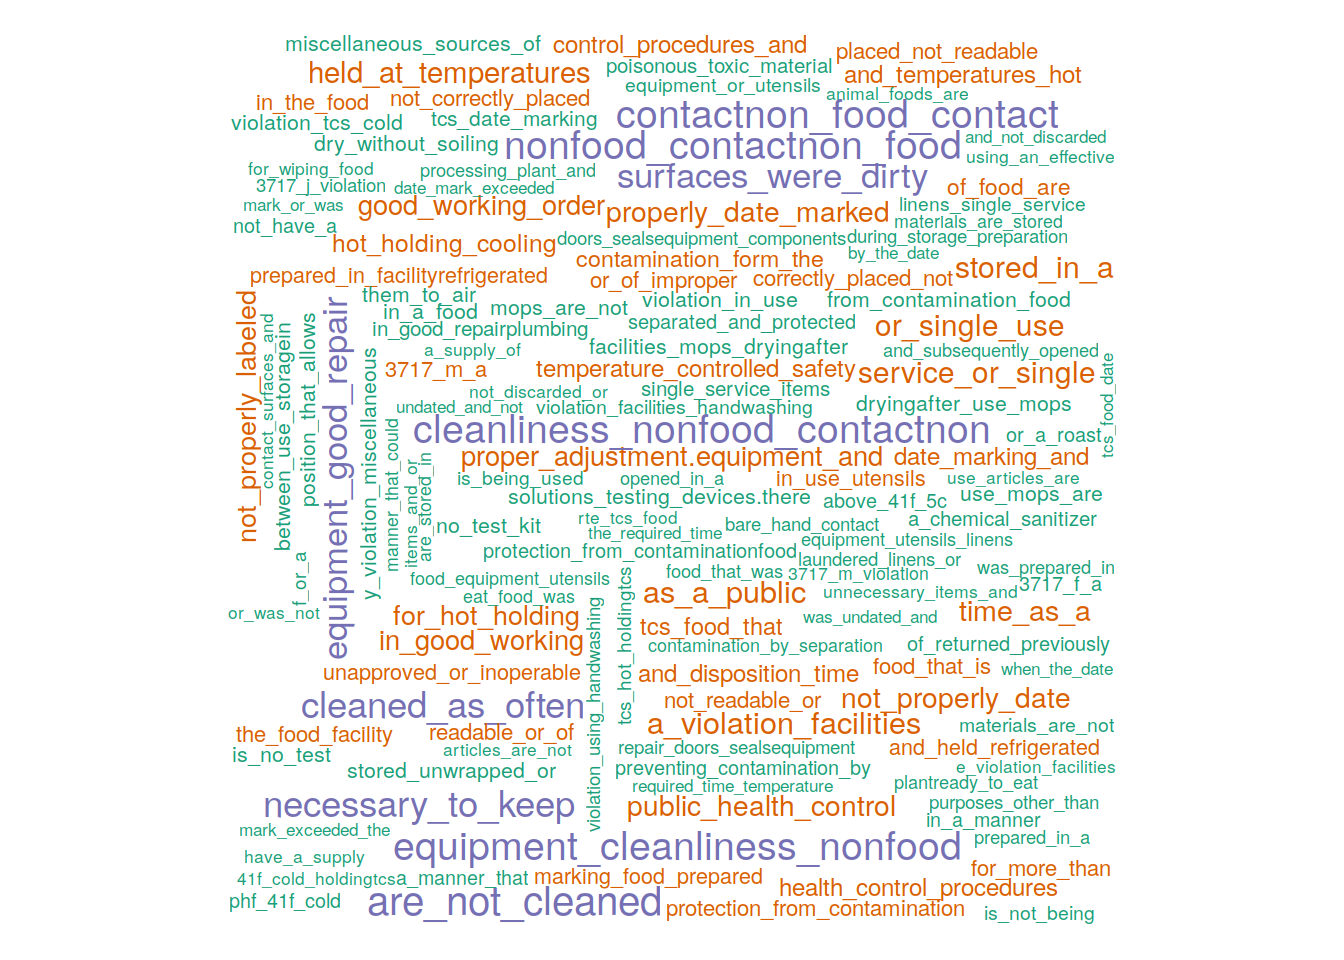 miscellaneous_sources_of
control_procedures_and
placed_not_readable
held_at_temperatures
poisonous_toxic_material
and_temperatures_hot
equipment_or_utensils
animal_foods_are
in_the_food
not_correctly_placed
contactnon_food_contact
violation_tcs_cold
tcs_date_marking
dry_without_soiling
nonfood_contactnon_food
and_not_discarded
using_an_effective
for_wiping_food
processing_plant_and
surfaces_were_dirty
3717_j_violation
date_mark_exceeded
of_food_are
mark_or_was
good_working_order
properly_date_marked
linens_single_service
materials_are_stored
not_have_a
hot_holding_cooling
doors_sealsequipment_components
during_storage_preparation
contamination_form_the
by_the_date
prepared_in_facilityrefrigerated
or_of_improper
correctly_placed_not
stored_in_a
them_to_air
in_a_food
mops_are_not
violation_in_use
from_contamination_food
in_good_repairplumbing
separated_and_protected
or_single_use
a_supply_of
facilities_mops_dryingafter
and_subsequently_opened
3717_m_a
temperature_controlled_safety
service_or_single
tcs_food_date
not_discarded_or
single_service_items
undated_and_not
violation_facilities_handwashing
dryingafter_use_mops
not_properly_labeled
contact_surfaces_and
between_use_storagein
position_that_allows
equipment_good_repair
y_violation_miscellaneous
manner_that_could
items_and_or
are_stored_in
cleanliness_nonfood_contactnon
or_a_roast
proper_adjustment.equipment_and
date_marking_and
is_being_used
opened_in_a
in_use_utensils
use_articles_are
solutions_testing_devices.there
above_41f_5c
use_mops_are
no_test_kit
rte_tcs_food
bare_hand_contact
a_chemical_sanitizer
the_required_time
equipment_utensils_linens
protection_from_contaminationfood
laundered_linens_or
f_or_a
food_equipment_utensils
food_that_was
3717_m_violation
was_prepared_in
eat_food_was
as_a_public
unnecessary_items_and
3717_f_a
or_was_not
for_hot_holding
was_undated_and
time_as_a
in_good_working
violation_using_handwashing
tcs_hot_holdingtcs
tcs_food_that
contamination_by_separation
of_returned_previously
unapproved_or_inoperable
and_disposition_time
food_that_is
when_the_date
cleaned_as_often
not_readable_or
not_properly_date
the_food_facility
readable_or_of
a_violation_facilities
materials_are_not
is_no_test
articles_are_not
repair_doors_sealsequipment
and_held_refrigerated
stored_unwrapped_or
preventing_contamination_by
e_violation_facilities
required_time_temperature
plantready_to_eat
necessary_to_keep
public_health_control
purposes_other_than
in_a_manner
mark_exceeded_the
equipment_cleanliness_nonfood
prepared_in_a
have_a_supply
41f_cold_holdingtcs
a_manner_that
marking_food_prepared
for_more_than
health_control_procedures
phf_41f_cold
are_not_cleaned
protection_from_contamination
is_not_being